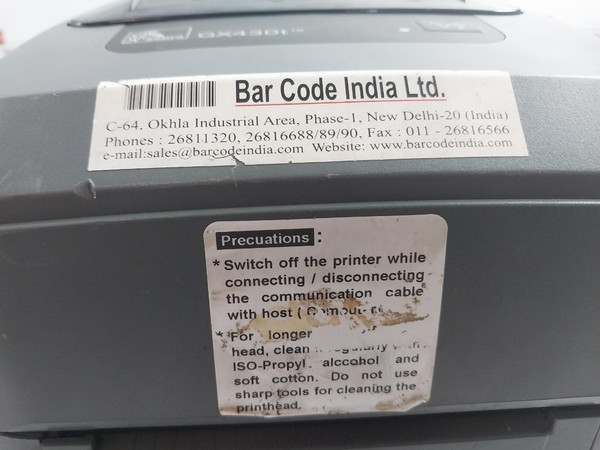 GX430t
Bar Code India Ltd.
C-64, Okhla Industrial Area, Phase-1, New Delhi-20 (India)
Phones : 26811320, 26816688/89/90, Fax : 011 - 26816566
e-mail:sales@barcodeindia.com Website: www.barcodeindia.com
Precuations :
* Switch off the printer while
connecting / disconnecting
the communication cable
with host (
* For longer
head, clean regularly with
ISO-Propyl. alccohol and
soft cotton. Do not use
sharp tools for cleaning the
printhead.